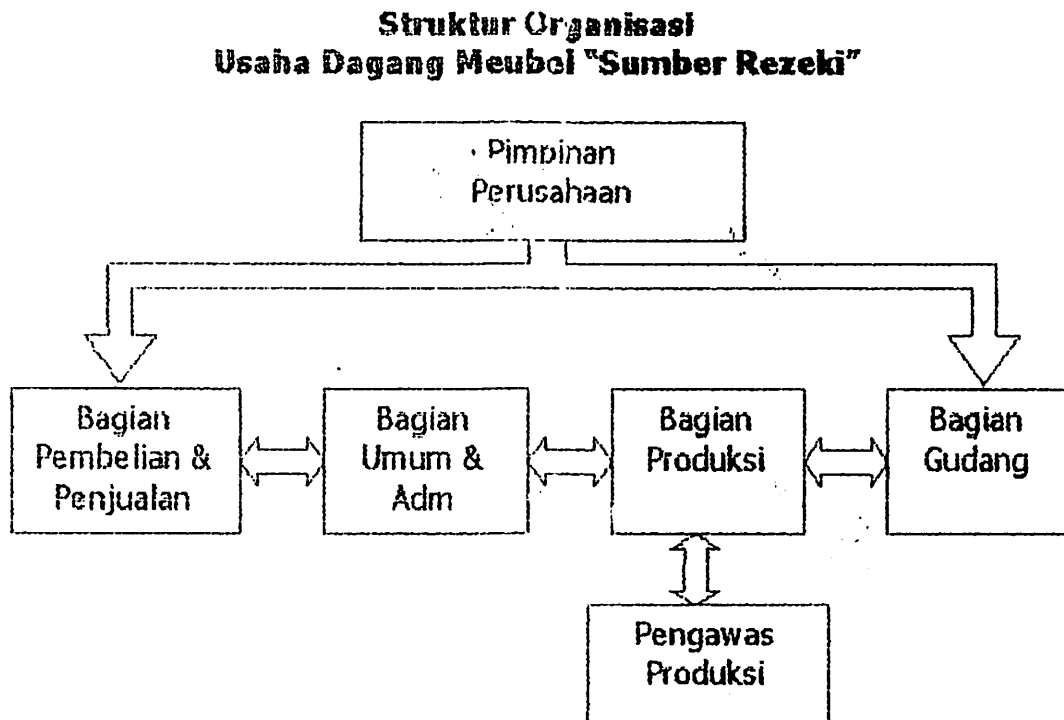 Struktur Organisasi
Usaha Dagang Meubel "Sumber Rezeki"
Pimpinan
Perusahaan
Bagian
Pembelian &
Penjualan
Bagian
Umum &
Adm
Bagian
Produksi
Bagian
Gudang
Pengawas
Produksi